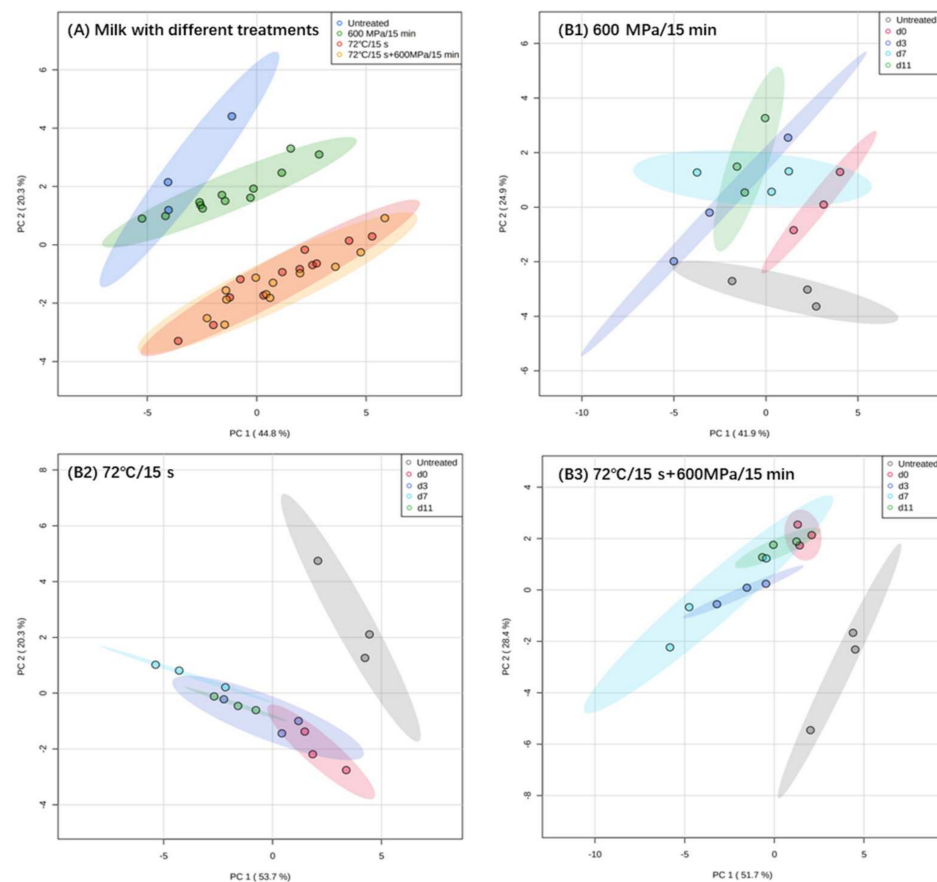 (A) Milk with different treatments
Untreated
600 MPa/15 min
72°C/15 s
72°C/15 s+600MPa/15 min
6
4
2
0
-2
-4
PC 2 ( 20.3 %)
-5
0
5
PC 1 ( 44.8 %)
(B1) 600 MPa/15 min
Untreated
d0
d3
d7
d11
6
4
2
0
-2
-4
-6
PC 2 ( 24.9 %)
-10
-5
0
5
PC 1 ( 41.9 %)
(B2) 72°C/15 s
Untreated
d0
d3
d7
d11
8
6
4
2
0
-2
-4
PC 2 ( 20.3 %)
-5
0
5
PC 1 ( 53.7 %)
(B3) 72°C/15 s+600MPa/15 min
Untreated
d0
d3
d7
d11
4
2
0
-2
-4
-6
-8
PC 2 ( 28.4 %)
-10
-5
0
5
PC 1 ( 51.7 %)